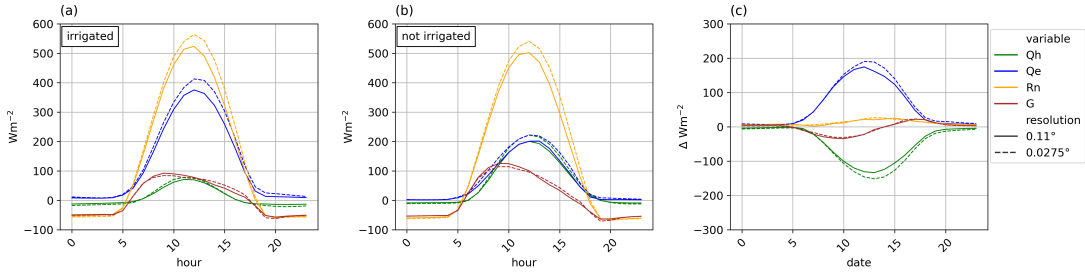 (a)
irrigated
600
500
400
300
200
100
0
−100
Wm−2
0
5
10
15
20
hour
(b)
not irrigated
600
500
400
300
200
100
0
−100
Wm−2
0
5
10
15
20
hour
(c)
300
200
100
0
−100
−200
−300
Δ Wm−2
0
5
10
15
20
date
variable
Qh
Qe
Rn
G
resolution
0.11°
0.0275°